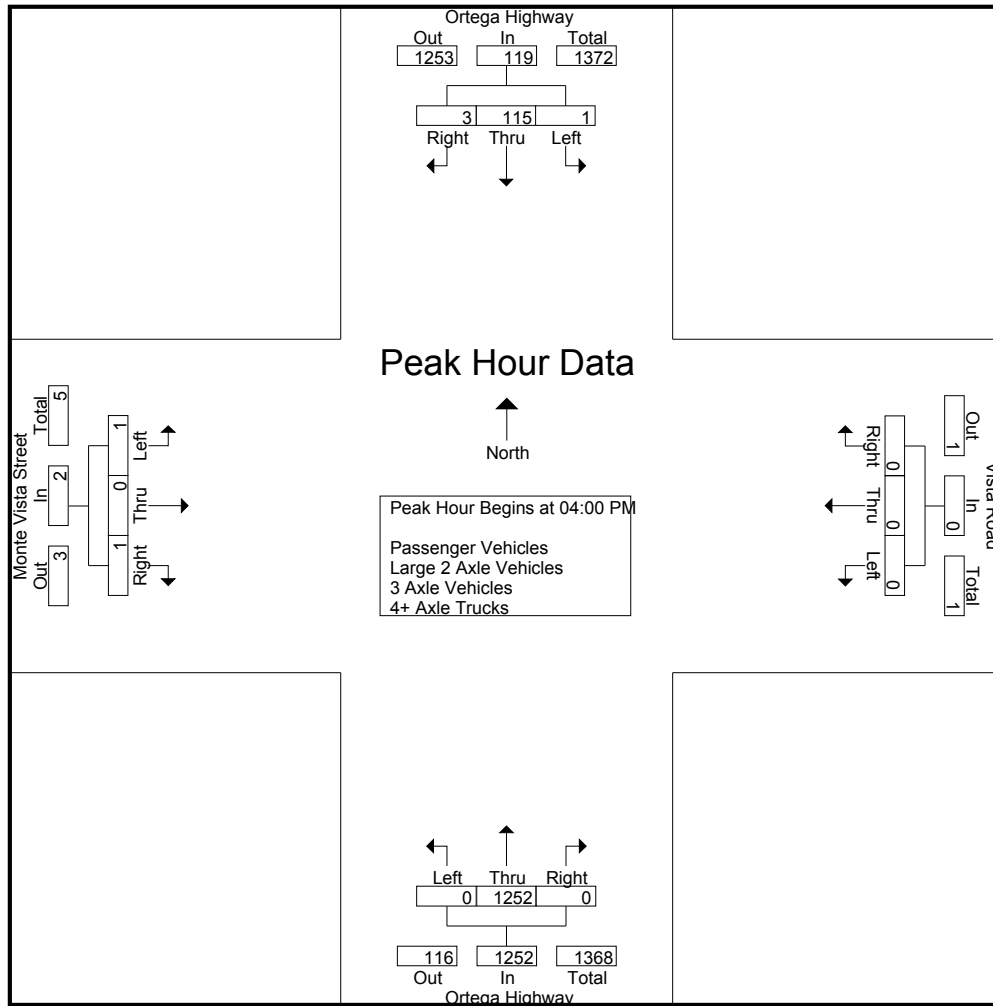 Ortega Highway
Out In Total
1253 119 1372
3 115 1
Right Thru Left
Peak Hour Data
North
Peak Hour Begins at 04:00 PM
Passenger Vehicles
Large 2 Axle Vehicles
3 Axle Vehicles
4+ Axle Trucks
Monte Vista Street
Out In Total
3 2 5
1 0 1
Left Thru Right
Vista Road
Out In Total
1 0 1
0 0 0
Right Thru Left
Left Thru Right
0 1252 0
116 1252 1368
Out In Total
Ortega Highway